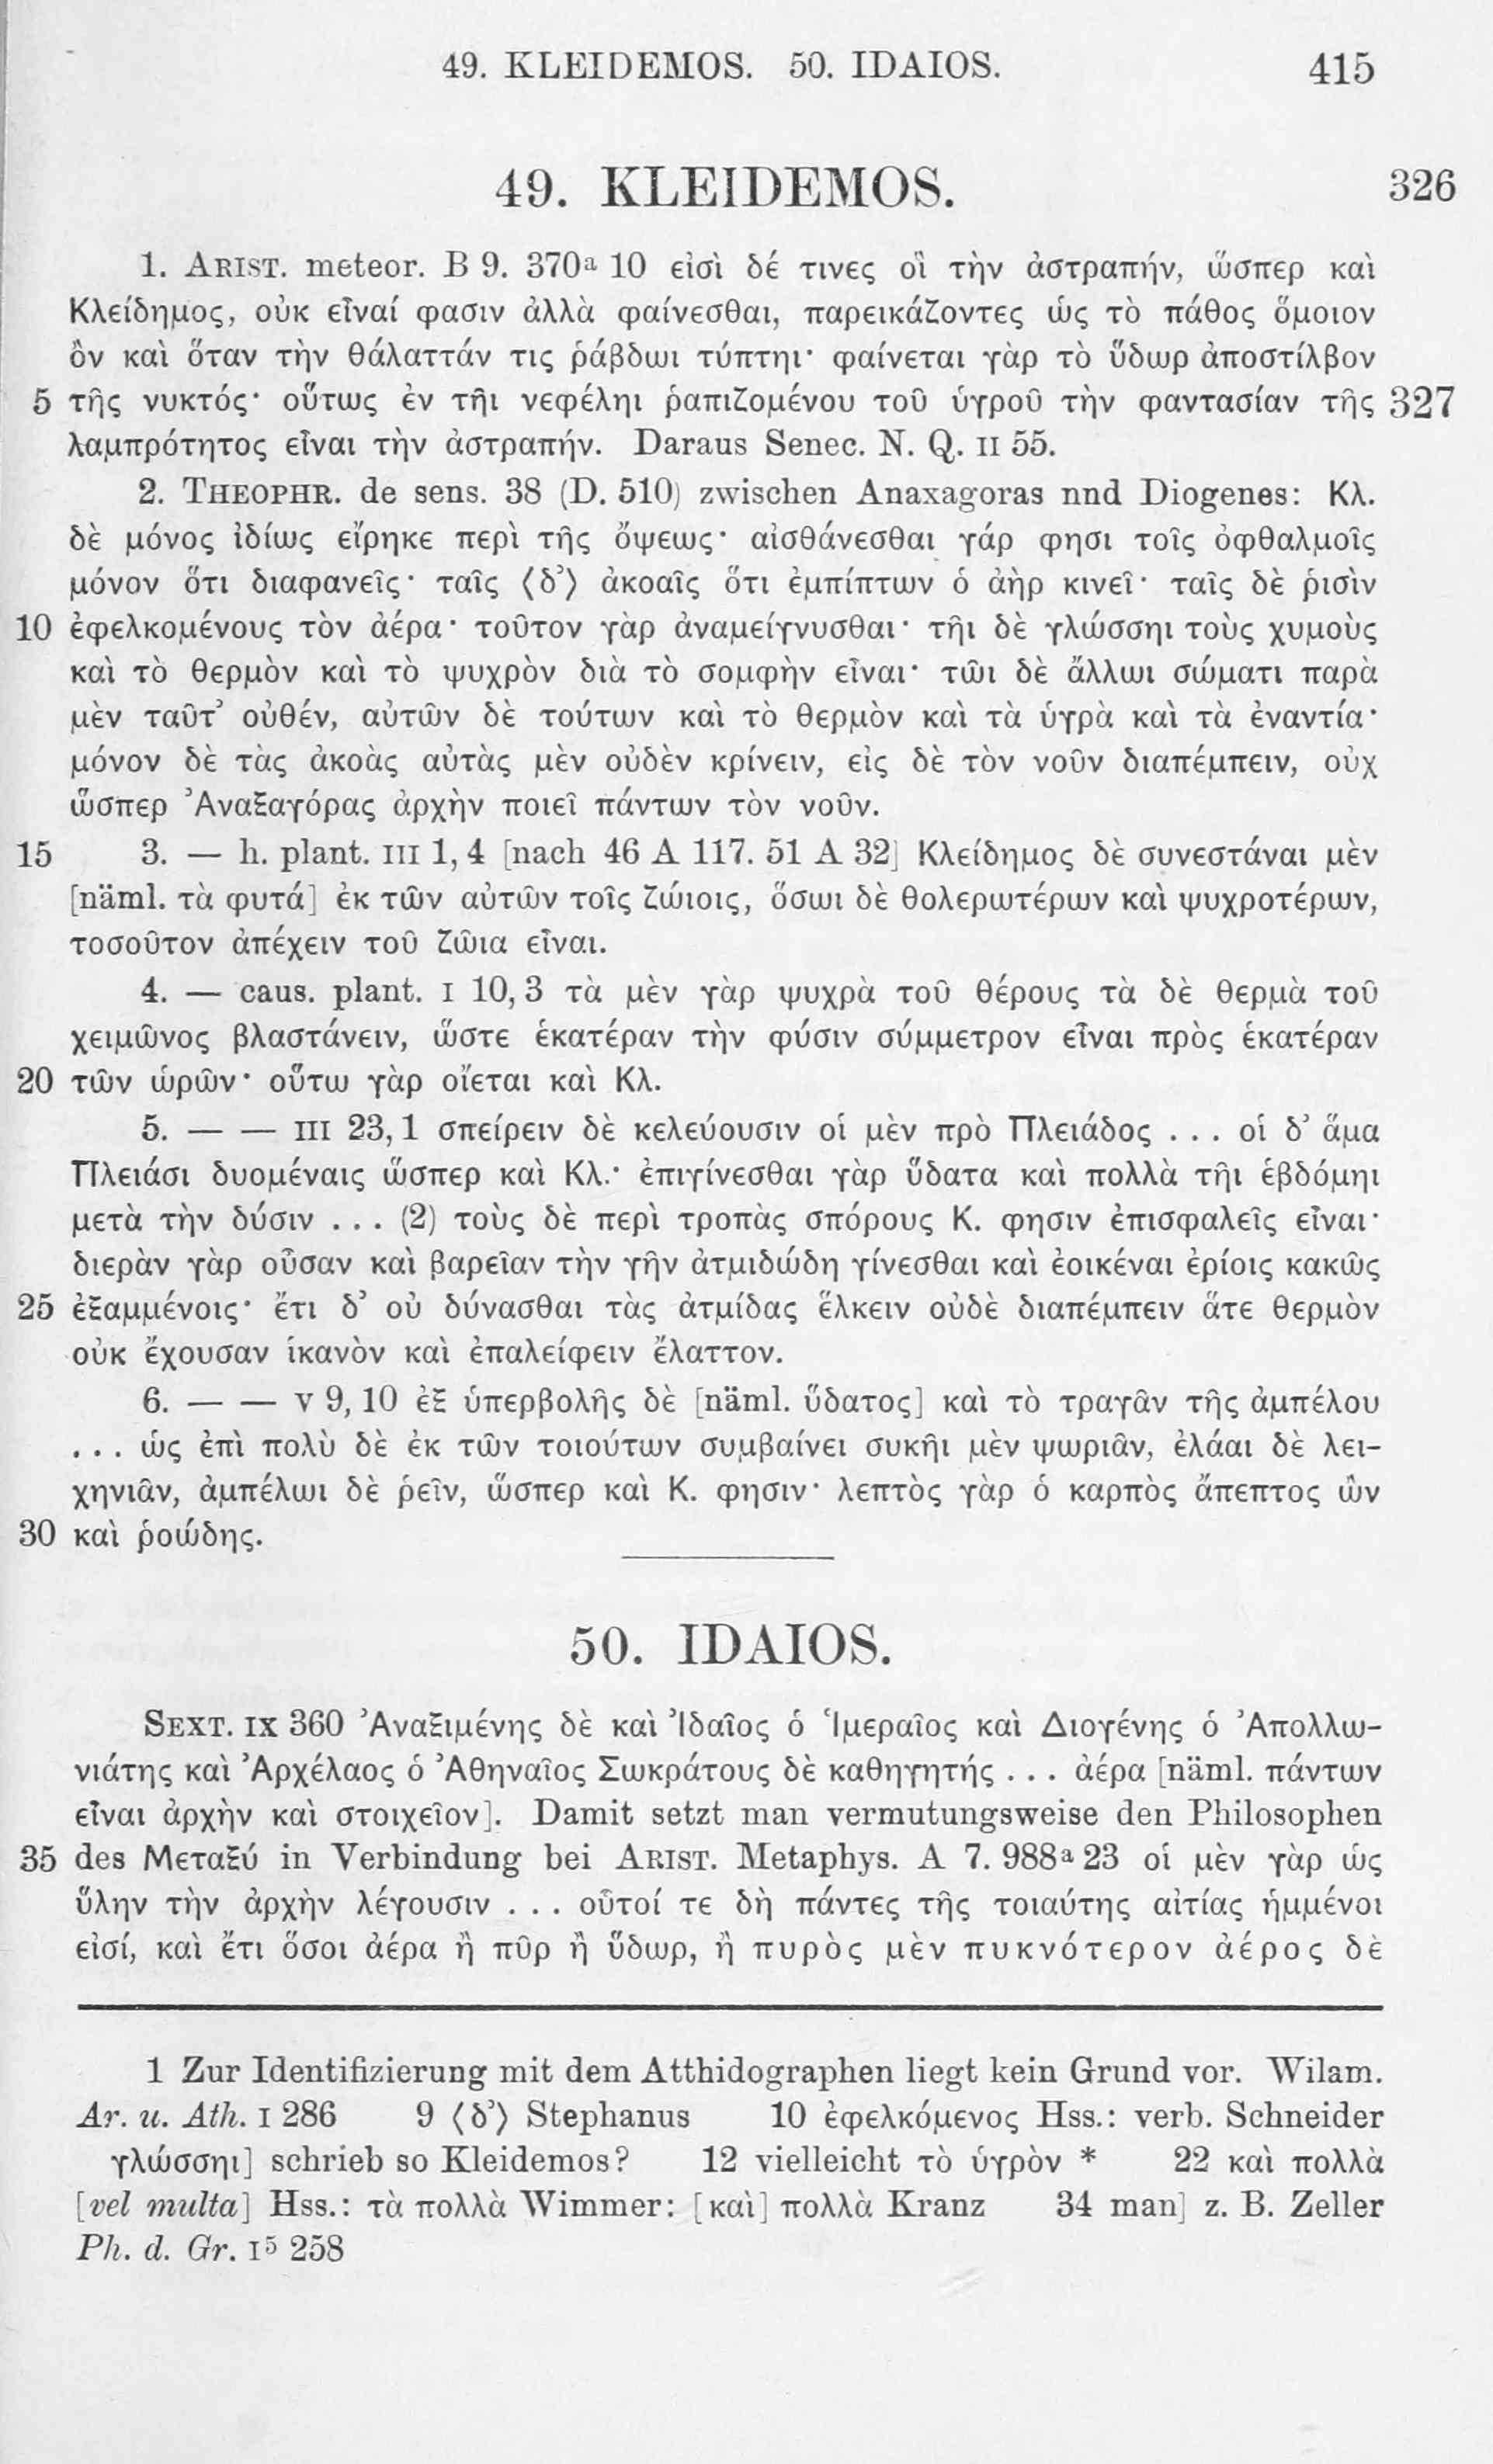 49. KLEIDEMOS. 50. IDAIOS. 415
49. KLEIDEMOS. 326
1. ARIST. meteor. B 9. 370ᵃ 10 εἰσὶ δέ τινες οἳ τὴν ἀστραπήν, ὥσπερ καὶ
Κλείδημος, οὐκ εἶναί φασιν ἀλλὰ φαίνεσθαι, παρεικάζοντες ὡς τὸ πάθος ὅμοιον
ὂν καὶ ὅταν τὴν θάλαττάν τις ῥάβδωι τύπτηι· φαίνεται γὰρ τὸ ὕδωρ ἀποστίλβον
5 τῆς νυκτός· οὕτως ἐν τῆι νεφέληι ῥαπιζομένου τοῦ ὑγροῦ τὴν φαντασίαν τῆς 327
λαμπρότητος εἶναι τὴν ἀστραπήν. Daraus Senec. N. Q. II 55.
2. THEOPHR. de sens. 38 (D. 510) zwischen Anaxagoras nnd Diogenes: Κλ.
δὲ μόνος ἰδίως εἴρηκε περὶ τῆς ὄψεως· αἰσθάνεσθαι γάρ φησι τοῖς ὀφθαλμοῖς
μόνον ὅτι διαφανεῖς· ταῖς ⟨δ’⟩ ἀκοαῖς ὅτι ἐμπίπτων ὁ ἀὴρ κινεῖ· ταῖς δὲ ῥισὶν
10 ἐφελκομένους τὸν ἀέρα· τοῦτον γὰρ ἀναμείγνυσθαι· τῆι δὲ γλώσσηι τοὺς χυμοὺς
καὶ τὸ θερμὸν καὶ τὸ ψυχρὸν διὰ τὸ σομφὴν εἶναι· τῶι δὲ ἄλλωι σώματι παρὰ
μὲν ταῦτ’ οὐθέν, αὐτῶν δὲ τούτων καὶ τὸ θερμὸν καὶ τὰ ὑγρὰ καὶ τὰ ἐναντία·
μόνον δὲ τὰς ἀκοὰς αὐτὰς μὲν οὐδὲν κρίνειν, εἰς δὲ τὸν νοῦν διαπέμπειν, οὐχ
ὥσπερ Ἀναξαγόρας ἀρχὴν ποιεῖ πάντων τὸν νοῦν.
15 3. — h. plant. III 1, 4 [nach 46 A 117. 51 A 32] Κλείδημος δὲ συνεστάναι μὲν
[näml. τὰ φυτά] ἐκ τῶν αὐτῶν τοῖς ζώιοις, ὅσωι δὲ θολερωτέρων καὶ ψυχροτέρων,
τοσοῦτον ἀπέχειν τοῦ ζῶια εἶναι.
4. — caus. plant. I 10, 3 τὰ μὲν γὰρ ψυχρὰ τοῦ θέρους τὰ δὲ θερμὰ τοῦ
χειμῶνος βλαστάνειν, ὥστε ἑκατέραν τὴν φύσιν σύμμετρον εἶναι πρὸς ἑκατέραν
20 τῶν ὡρῶν· οὕτω γὰρ οἴεται καὶ Κλ.
5. — — III 23, 1 σπείρειν δὲ κελεύουσιν οἱ μὲν πρὸ Πλειάδος . . . οἱ δ’ ἅμα
Πλειάσι δυομέναις ὥσπερ καὶ Κλ.· ἐπιγίνεσθαι γὰρ ὕδατα καὶ πολλὰ τῆι ἑβδόμηι
μετὰ τὴν δύσιν . . . (2) τοὺς δὲ περὶ τροπὰς σπόρους Κ. φησιν ἐπισφαλεῖς εἶναι·
διερὰν γὰρ οὖσαν καὶ βαρεῖαν τὴν γῆν ἀτμιδώδη γίνεσθαι καὶ ἐοικέναι ἐρίοις κακῶς
25 ἐξαμμένοις· ἔτι δ’ οὐ δύνασθαι τὰς ἀτμίδας ἕλκειν οὐδὲ διαπέμπειν ἅτε θερμὸν
οὐκ ἔχουσαν ἱκανὸν καὶ ἐπαλείφειν ἔλαττον.
6. — — V 9, 10 ἐξ ὑπερβολῆς δὲ [näml. ὕδατος] καὶ τὸ τραγᾶν τῆς ἀμπέλου
. . . ὡς ἐπὶ πολὺ δὲ ἐκ τῶν τοιούτων συμβαίνει συκῆι μὲν ψωριᾶν, ἐλάαι δὲ λει-
χηνιᾶν, ἀμπέλωι δὲ ῥεῖν, ὥσπερ καὶ Κ. φησιν· λεπτὸς γὰρ ὁ καρπὸς ἄπεπτος ὢν
30 καὶ ῥοώδης.
50. IDAIOS.
SEXT. IX 360 Ἀναξιμένης δὲ καὶ Ἰδαῖος ὁ Ἱμεραῖος καὶ Διογένης ὁ Ἀπολλω-
νιάτης καὶ Ἀρχέλαος ὁ Ἀθηναῖος Σωκράτους δὲ καθηγητής . . . ἀέρα [näml. πάντων
εἶναι ἀρχὴν καὶ στοιχεῖον]. Damit setzt man vermutungsweise den Philosophen
35 des Μεταξύ in Verbindung bei ARIST. Metaphys. A 7. 988ᵃ 23 οἱ μὲν γὰρ ὡς
ὕλην τὴν ἀρχὴν λέγουσιν . . . οὗτοί τε δὴ πάντες τῆς τοιαύτης αἰτίας ἡμμένοι
εἰσί, καὶ ἔτι ὅσοι ἀέρα ἢ πῦρ ἢ ὕδωρ, ἢ πυρὸς μὲν πυκνότερον ἀέρος δὲ
1 Zur Identifizierung mit dem Atthidographen liegt kein Grund vor. Wilam.
Ar. u. Ath. I 286 9 ⟨δ’⟩ Stephanus 10 ἐφελκόμενος Hss.: verb. Schneider
γλώσσηι] schrieb so Kleidemos? 12 vielleicht τὸ ὑγρὸν * 22 καὶ πολλὰ
[vel multa] Hss.: τὰ πολλὰ Wimmer: [καὶ] πολλὰ Kranz 34 man] z. B. Zeller
Ph. d. Gr. I⁵ 258